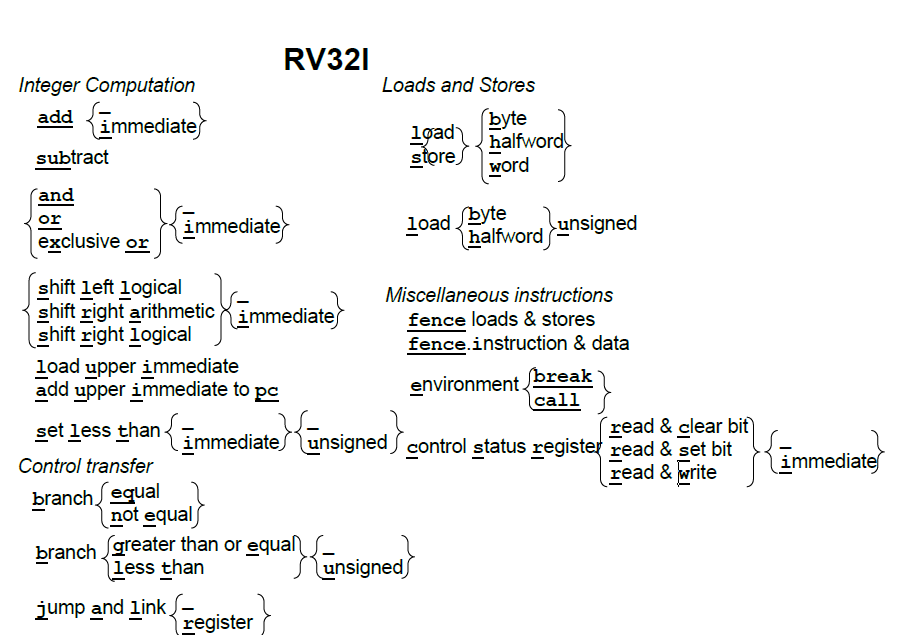 RV32I
Integer Computation
add { _ immediate }
subtract
and
or
exclusive or
{ _ immediate }
shift left logical
shift right arithmetic
shift right logical
{ _ immediate }
load upper immediate
add upper immediate to pc
set less than { _ immediate } { _ unsigned }
Control transfer
branch { equal
not equal }
branch { greater than or equal
less than } { _ unsigned }
jump and link { _ register }
Loads and Stores
load
store
byte
halfword
word
load { byte
halfword } unsigned
Miscellaneous instructions
fence loads & stores
fence.instruction & data
environment { break
call }
control status register { read & clear bit
read & set bit
read & write } { _ immediate }